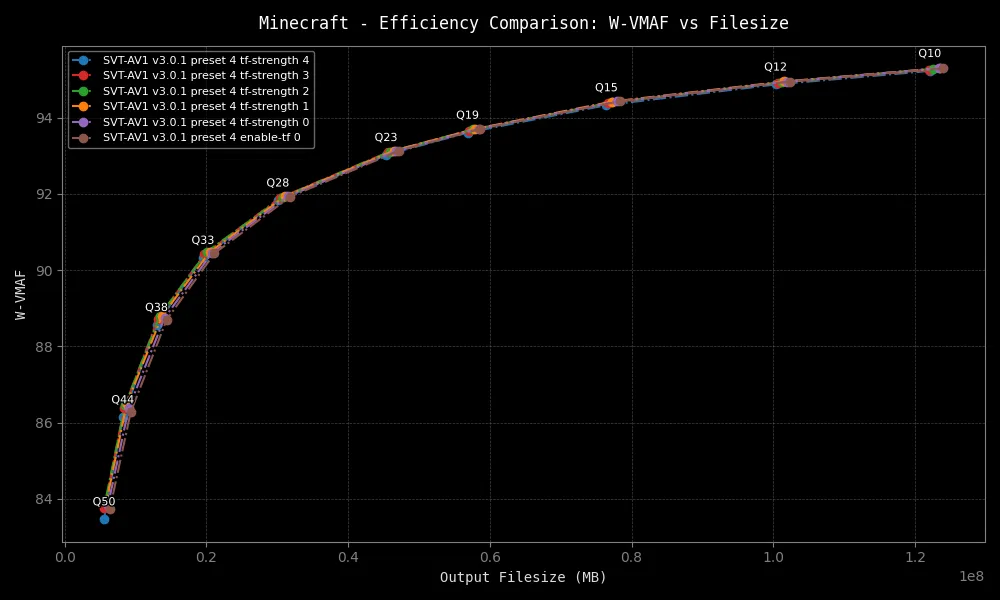 Minecraft - Efficiency Comparison: W-VMAF vs Filesize
SVT-AV1 v3.0.1 preset 4 tf-strength 4
SVT-AV1 v3.0.1 preset 4 tf-strength 3
SVT-AV1 v3.0.1 preset 4 tf-strength 2
SVT-AV1 v3.0.1 preset 4 tf-strength 1
SVT-AV1 v3.0.1 preset 4 tf-strength 0
SVT-AV1 v3.0.1 preset 4 enable-tf 0
Q10
Q12
Q15
Q19
Q23
Q28
Q33
Q38
Q44
Q50
94
92
90
88
86
84
W-VMAF
0.0 0.2 0.4 0.6 0.8 1.0 1.2
1e8
Output Filesize (MB)